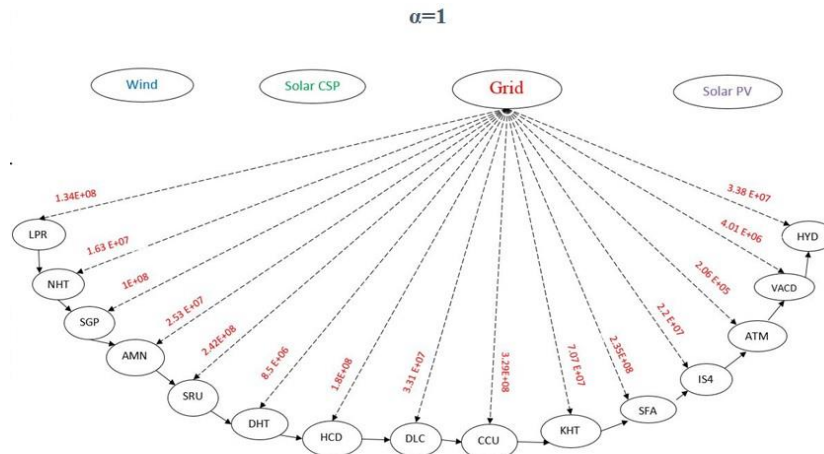 α=1
Wind
Solar CSP
Grid
Solar PV
1.34E+08
1.63 E+07
1E+08
2.53 E+07
2.42E+08
8.5 E+06
1.8E+08
3.31 E+07
3.29E+08
7.07 E+07
2.35E+08
2.2 E+07
2.06 E+05
4.01 E+06
3.38 E+07
LPR
NHT
SGP
AMN
SRU
DHT
HCD
DLC
CCU
KHT
SFA
IS4
ATM
VACD
HYD